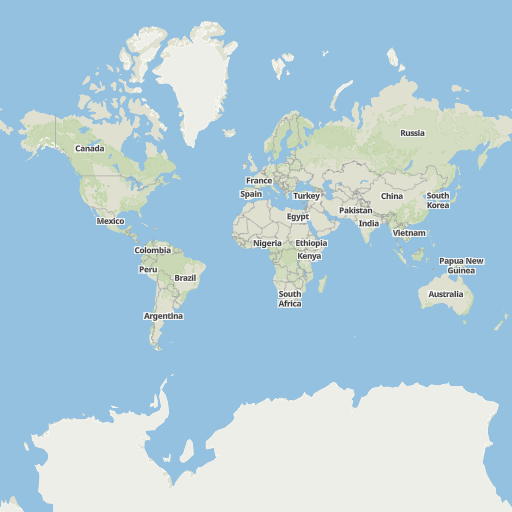 Russia
Canada
France
Spain
Turkey
China
South
Korea
Pakistan
Mexico
Egypt
India
Vietnam
Nigeria
Ethiopia
Colombia
Kenya
Papua New
Guinea
Peru
Brazil
South
Africa
Australia
Argentina